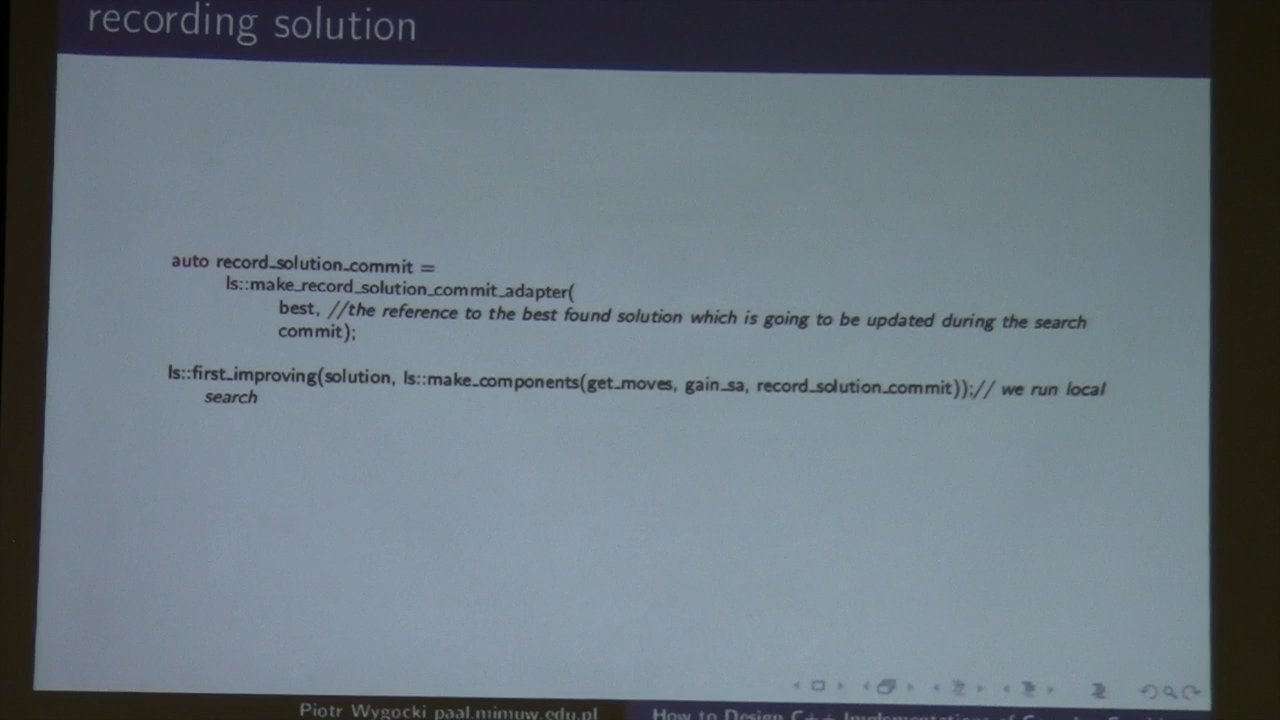 recording solution
auto record_solution_commit =
ls::make_record_solution_commit_adapter(
best, //the reference to the best found solution which is going to be updated during the search
commit);
ls::first_improving(solution, ls::make_components(get_moves, gain_sa, record_solution_commit));// we run local
search
Piotr Wygocki paal.mimuw.edu.pl
How to Design C++ Implementations of